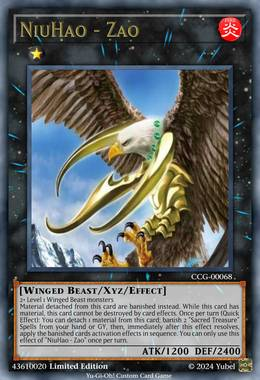 NiuHao - Zao
炎
CCG-00068
[Winged Beast/Xyz/Effect]
2+ Level 1 Winged Beast monsters
Material detached from this card are banished instead. While this card has
material, this card cannot be destroyed by card effects. Once per turn (Quick
Effect): You can detach 1 material from this card; banish 2 "Sacred Treasure"
Spells from your hand or GY, then, immediately after this effect resolves,
apply the banished cards activation effects in sequence. You can only use this
effect of "NiuHao - Zao" once per turn.
ATK/1200 DEF/2400
43610020 Limited Edition
©2024 Yubel
Yu-Gi-Oh! Custom Card Game